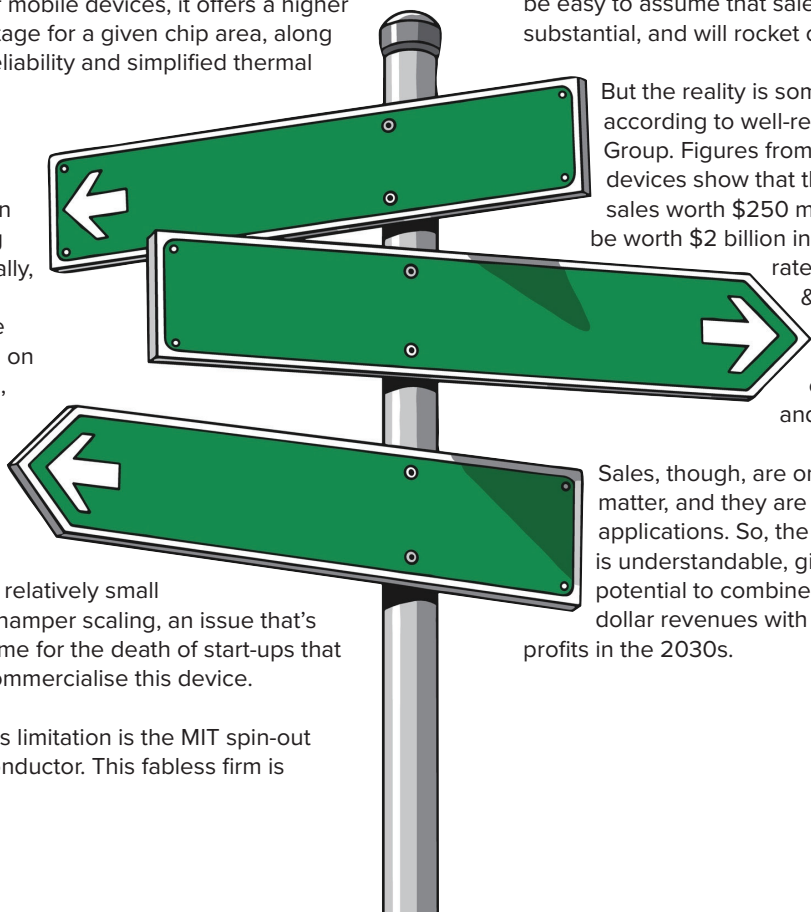 mobile devices, it offers a higher
tage for a given chip area, along
eliability and simplified thermal
n
g
ally,
e
on
,
relatively small
hamper scaling, an issue that's
me for the death of start-ups that
ommercialise this device.
s limitation is the MIT spin-out
nductor. This fabless firm is
be easy to assume that sale
substantial, and will rocket
But the reality is som
according to well-re
Group. Figures from
devices show that th
sales worth $250 m
be worth $2 billion in
rate
&
and
Sales, though, are or
matter, and they are
applications. So, the
is understandable, gi
potential to combine
dollar revenues with
profits in the 2030s.